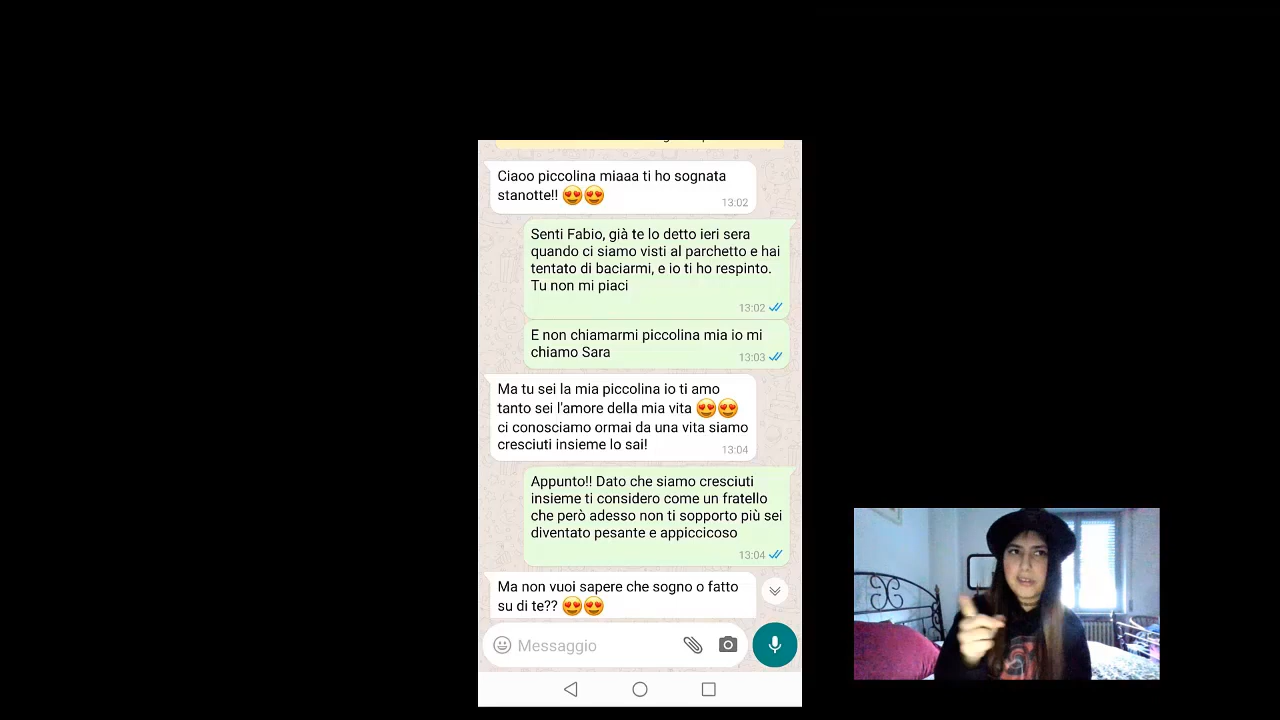 Ciaoo piccolina miaaa ti ho sognata
stanotte!! 😍😍
13:02
Senti Fabio, già te lo detto ieri sera
quando ci siamo visti al parchetto e hai
tentato di baciarmi, e io ti ho respinto.
Tu non mi piaci
13:02
E non chiamarmi piccolina mia io mi
chiamo Sara
13:03
Ma tu sei la mia piccolina io ti amo
tanto sei l'amore della mia vita 😍😍
ci conosciamo ormai da una vita siamo
cresciuti insieme lo sai!
13:04
Appunto!! Dato che siamo cresciuti
insieme ti considero come un fratello
che però adesso non ti sopporto più sei
diventato pesante e appiccicoso
13:04
Ma non vuoi sapere che sogno o fatto
su di te?? 😍😍
Messaggio